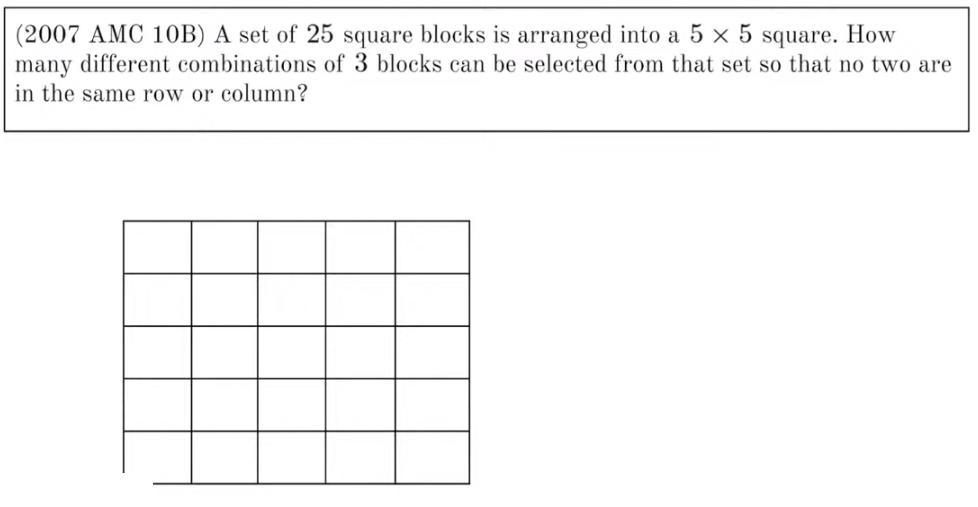 (2007 AMC 10B) A set of 25 square blocks is arranged into a 5 × 5 square. How
many different combinations of 3 blocks can be selected from that set so that no two are
in the same row or column?